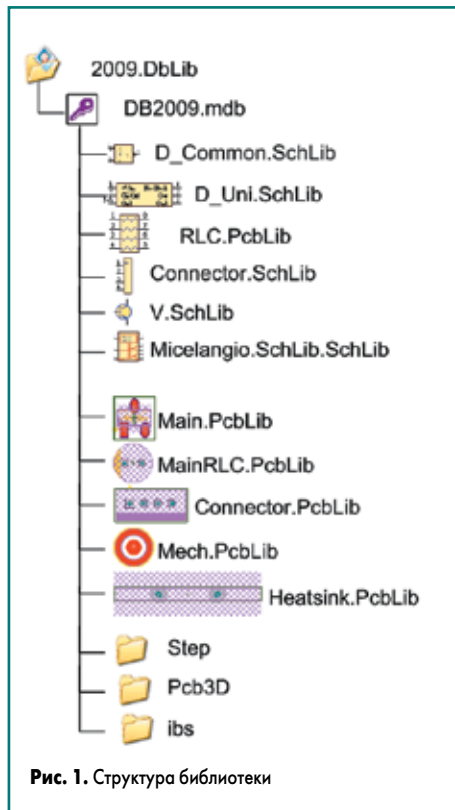 2009.DbLib
DB2009.mdb
D_Common.SchLib
D_Uni.SchLib
RLC.PcbLib
Connector.SchLib
V.SchLib
Micelangio.SchLib.SchLib
Main.PcbLib
MainRLC.PcbLib
Connector.PcbLib
Mech.PcbLib
Heatsink.PcbLib
Step
Pcb3D
ibs
Рис. 1. Структура библиотеки